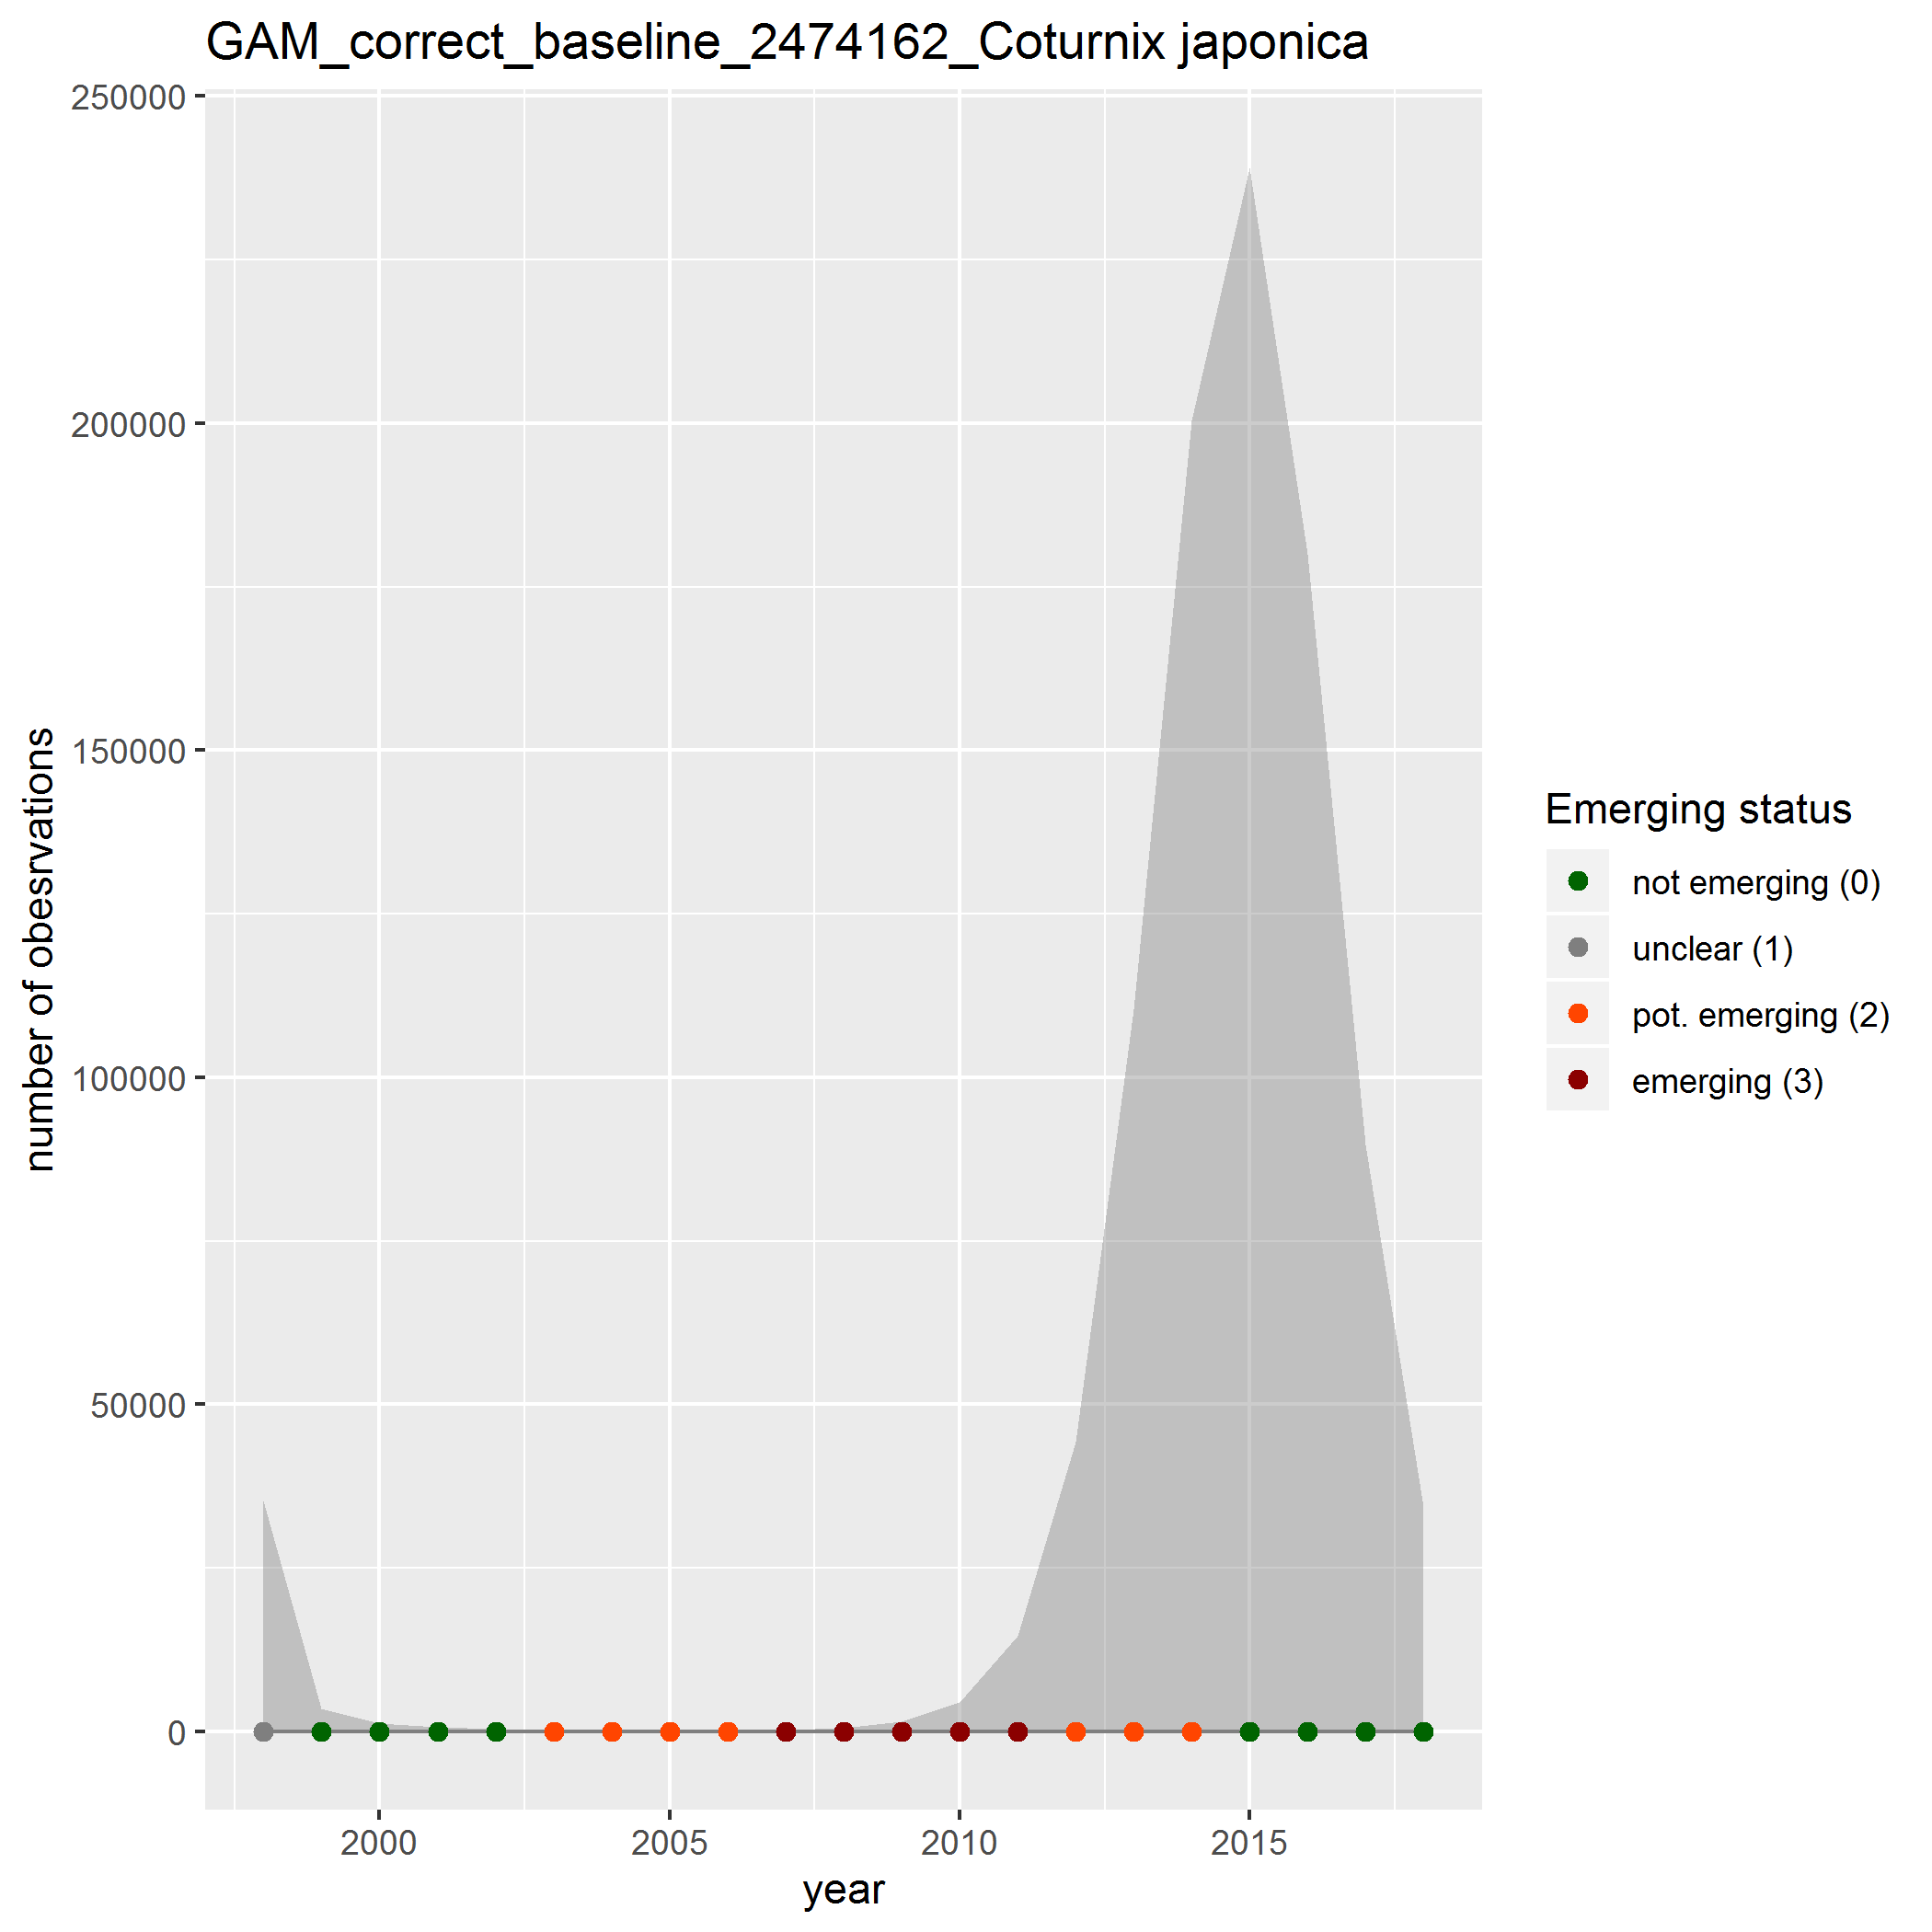 GAM_correct_baseline_2474162_Coturnix japonica
250000
200000
150000
100000
50000
0
number of obesrvations
2000 2005 2010 2015
year
Emerging status
not emerging (0)
unclear (1)
pot. emerging (2)
emerging (3)